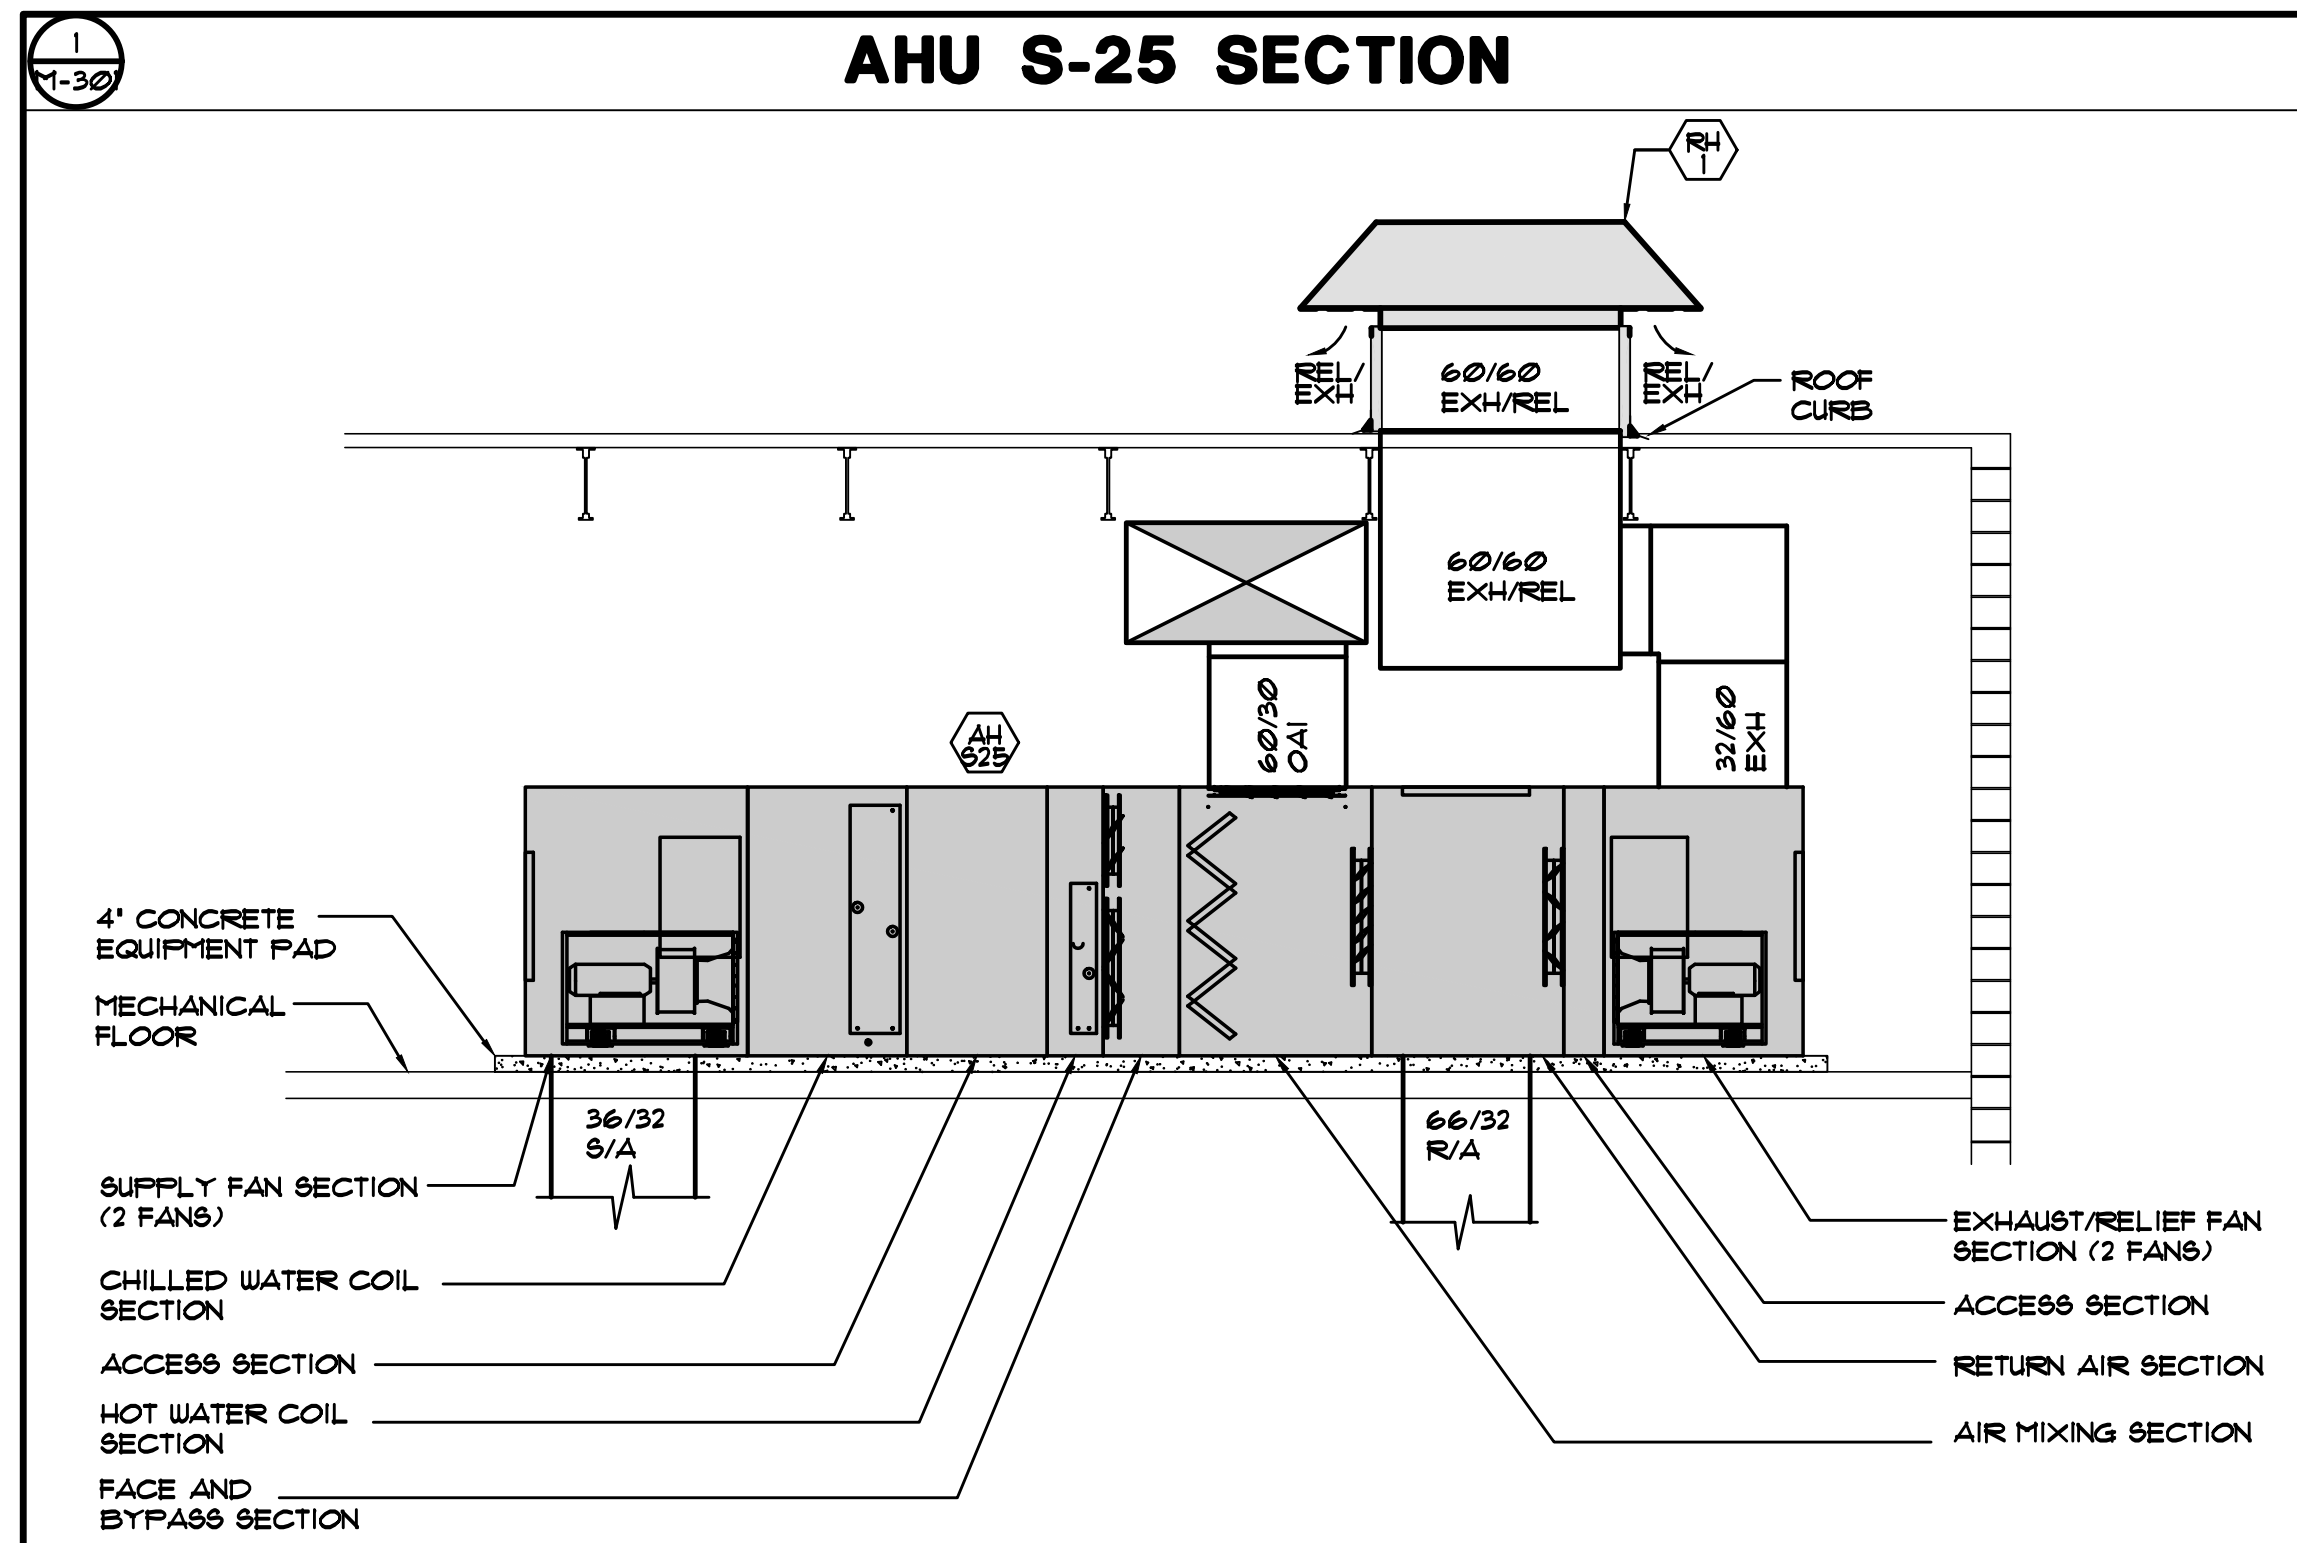 1
M-301
AHU S-25 SECTION
RH
1
REL/
EXH
60/60
EXH/REL
REL/
EXH
ROOF
CURB
60/60
EXH/REL
60/30
OAI
32/60
EXH
AH
S25
4" CONCRETE
EQUIPMENT PAD
MECHANICAL
FLOOR
36/32
S/A
66/32
R/A
SUPPLY FAN SECTION
(2 FANS)
CHILLED WATER COIL
SECTION
ACCESS SECTION
HOT WATER COIL
SECTION
FACE AND
BYPASS SECTION
EXHAUST/RELIEF FAN
SECTION (2 FANS)
ACCESS SECTION
RETURN AIR SECTION
AIR MIXING SECTION